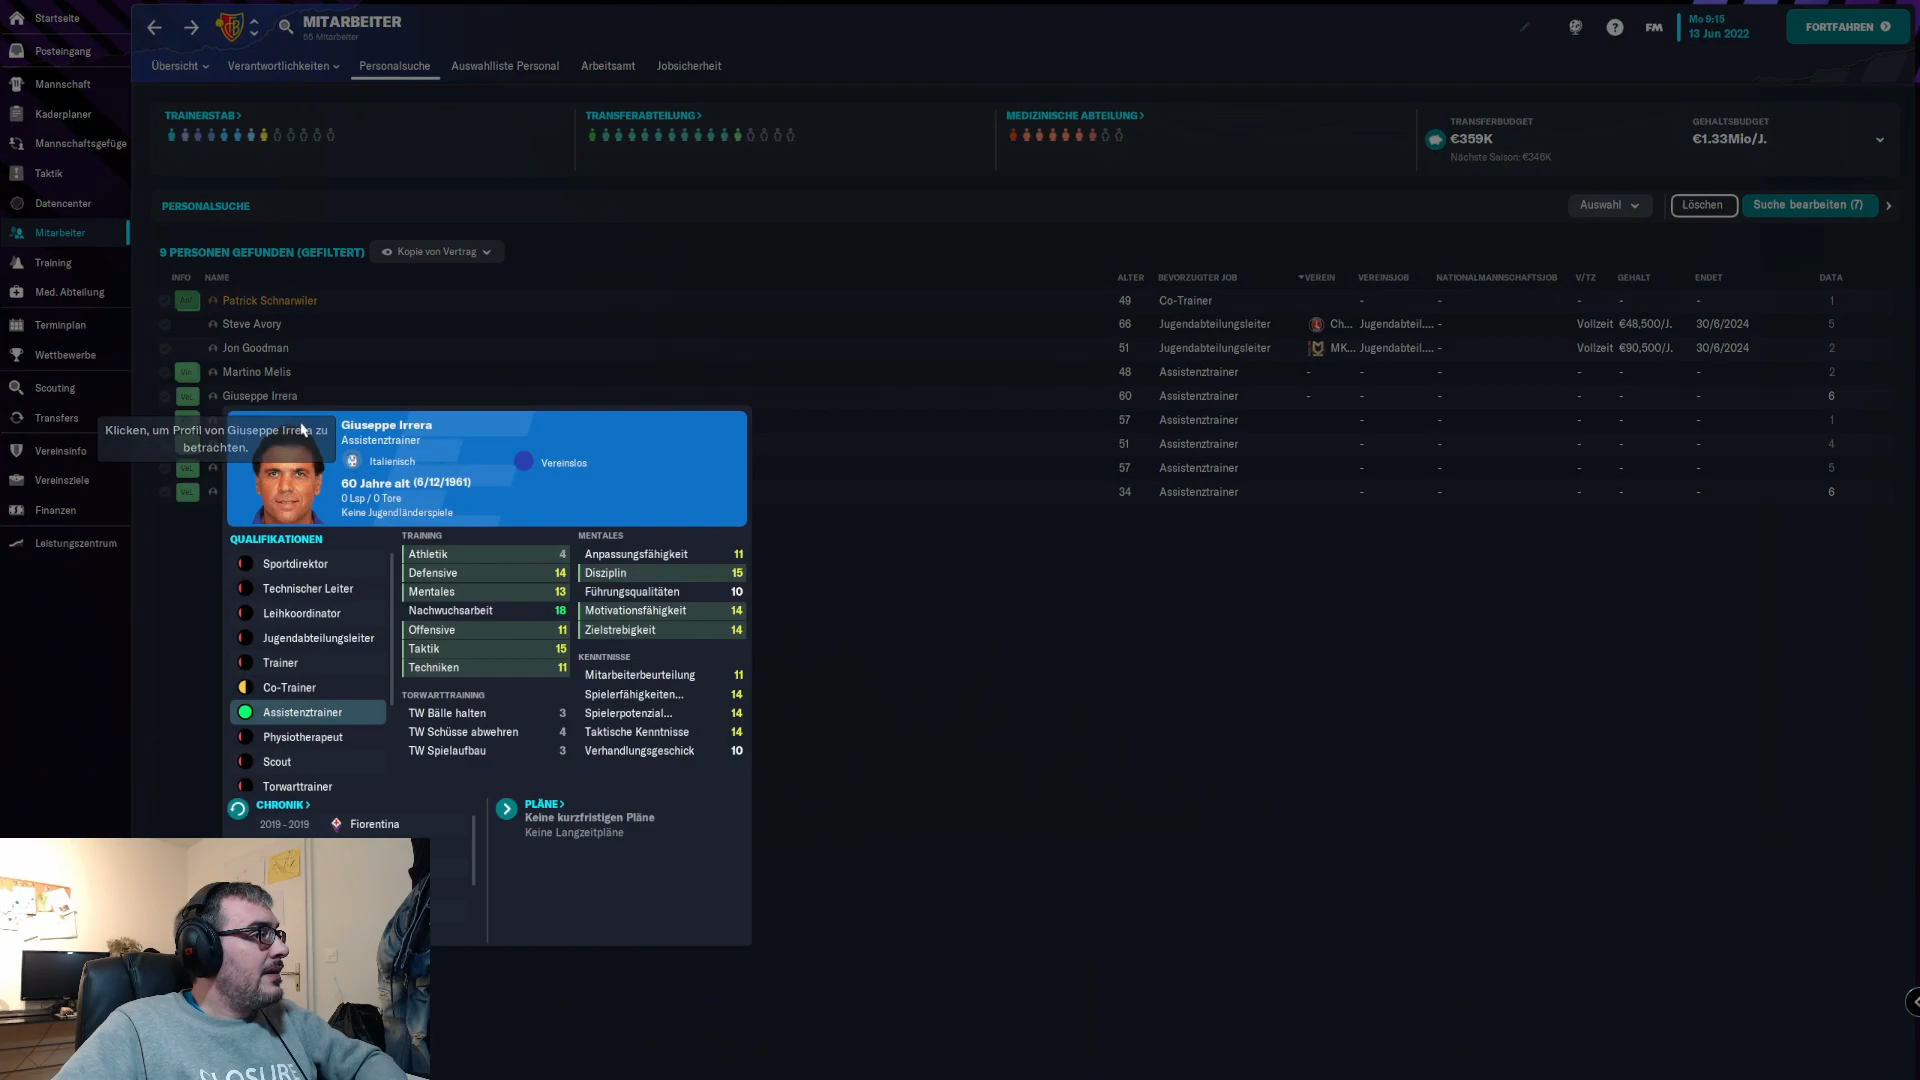 Startseite
Posteingang
Mannschaft
Kaderplaner
Mannschaftsgefüge
Taktik
Datencenter
Mitarbeiter
Training
Med. Abteilung
Terminplan
Wettbewerbe
Scouting
Transfers
Vereinsinfo
Vereinsziele
Finanzen
Leistungszentrum
MITARBEITER
55 Mitarbeiter
FM
Mo 9:15
13 Jun 2022
FORTFAHREN
Übersicht
Verantwortlichkeiten
Personalsuche
Auswahlliste Personal
Arbeitsamt
Jobsicherheit
TRAINERSTAB
TRANSFERABTEILUNG
MEDIZINISCHE ABTEILUNG
TRANSFERBUDGET
€359K
Nächste Saison: €346K
GEHALTSBUDGET
€1.33Mio/J.
PERSONALSUCHE
Auswahl
Löschen
Suche bearbeiten (7)
9 PERSONEN GEFUNDEN (GEFILTERT)
Kopie von Vertrag
INFO NAME ALTER BEVORZUGTER JOB VEREIN VEREINSJOB NATIONALMANNSCHAFTSJOB V/TZ GEHALT ENDET DATA
Anf Patrick Schnarwiler 49 Co-Trainer - - - - - 1
Steve Avory 66 Jugendabteilungsleiter Ch... Jugendabteil.... - Vollzeit €48,500/J. 30/6/2024 5
Jon Goodman 51 Jugendabteilungsleiter MK... Jugendabteil.... - Vollzeit €90,500/J. 30/6/2024 2
Vin Martino Melis 48 Assistenztrainer - - - - - - 2
VeL Giuseppe Irrera 60 Assistenztrainer - - - - - - 6
57 Assistenztrainer - - - - - 1
51 Assistenztrainer - - - - - 4
VeL 57 Assistenztrainer - - - - - 5
VeL 34 Assistenztrainer - - - - - 6
Klicken, um Profil von Giuseppe Irrera zu
betrachten.
Giuseppe Irrera
Assistenztrainer
Italienisch
Vereinslos
60 Jahre alt (6/12/1961)
0 Lsp / 0 Tore
Keine Jugendländerspiele
QUALIFIKATIONEN
Sportdirektor
Technischer Leiter
Leihkoordinator
Jugendabteilungsleiter
Trainer
Co-Trainer
Assistenztrainer
Physiotherapeut
Scout
Torwarttrainer
TRAINING
Athletik 4
Defensive 14
Mentales 13
Nachwuchsarbeit 18
Offensive 11
Taktik 15
Techniken 11
TORWARTTRAINING
TW Bälle halten 3
TW Schüsse abwehren 4
TW Spielaufbau 3
MENTALES
Anpassungsfähigkeit 11
Disziplin 15
Führungsqualitäten 10
Motivationsfähigkeit 14
Zielstrebigkeit 14
KENNTNISSE
Mitarbeiterbeurteilung 11
Spielerfähigkeiten... 14
Spielerpotenzial... 14
Taktische Kenntnisse 14
Verhandlungsgeschick 10
CHRONIK
2019 - 2019 Fiorentina
PLÄNE
Keine kurzfristigen Pläne
Keine Langzeitpläne